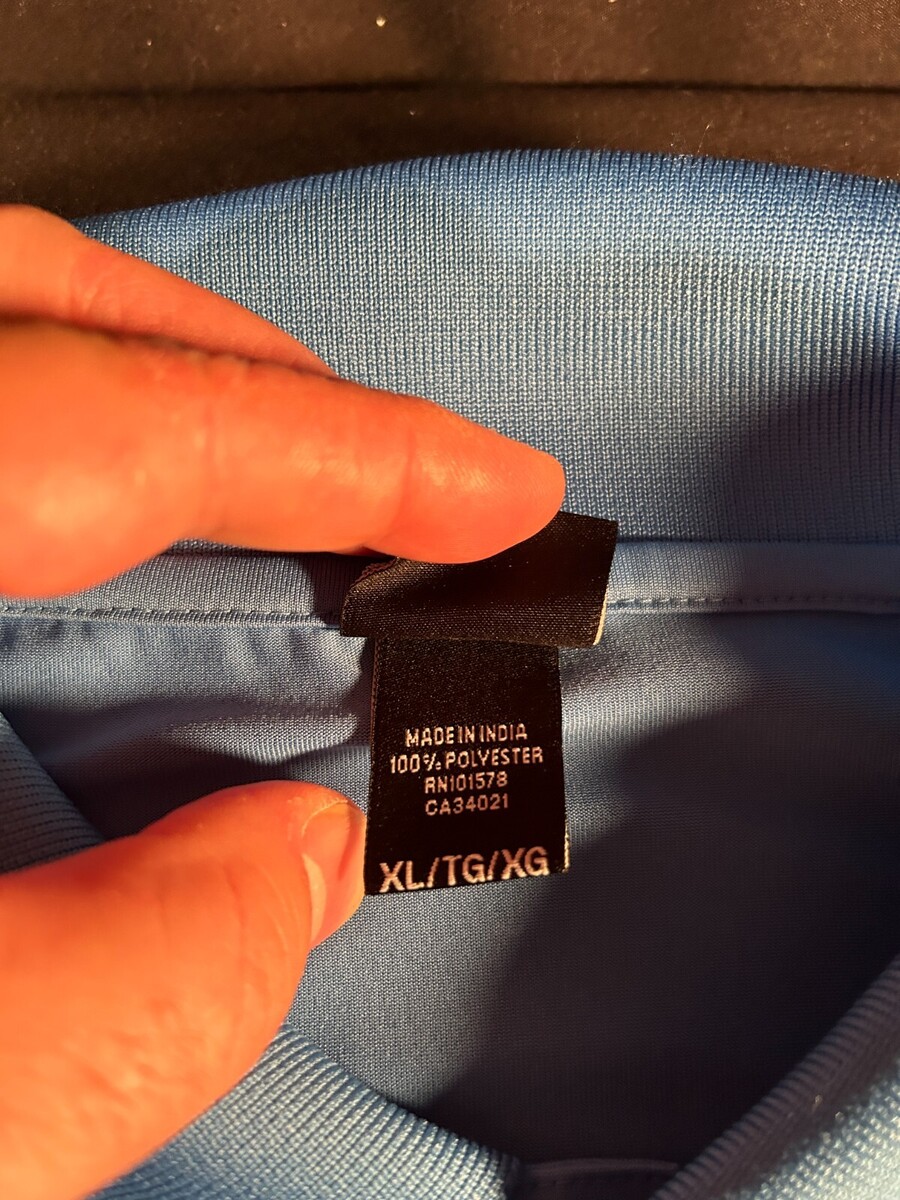 MADE IN INDIA
100% POLYESTER
RN101578
CA34021
XL/TG/XG